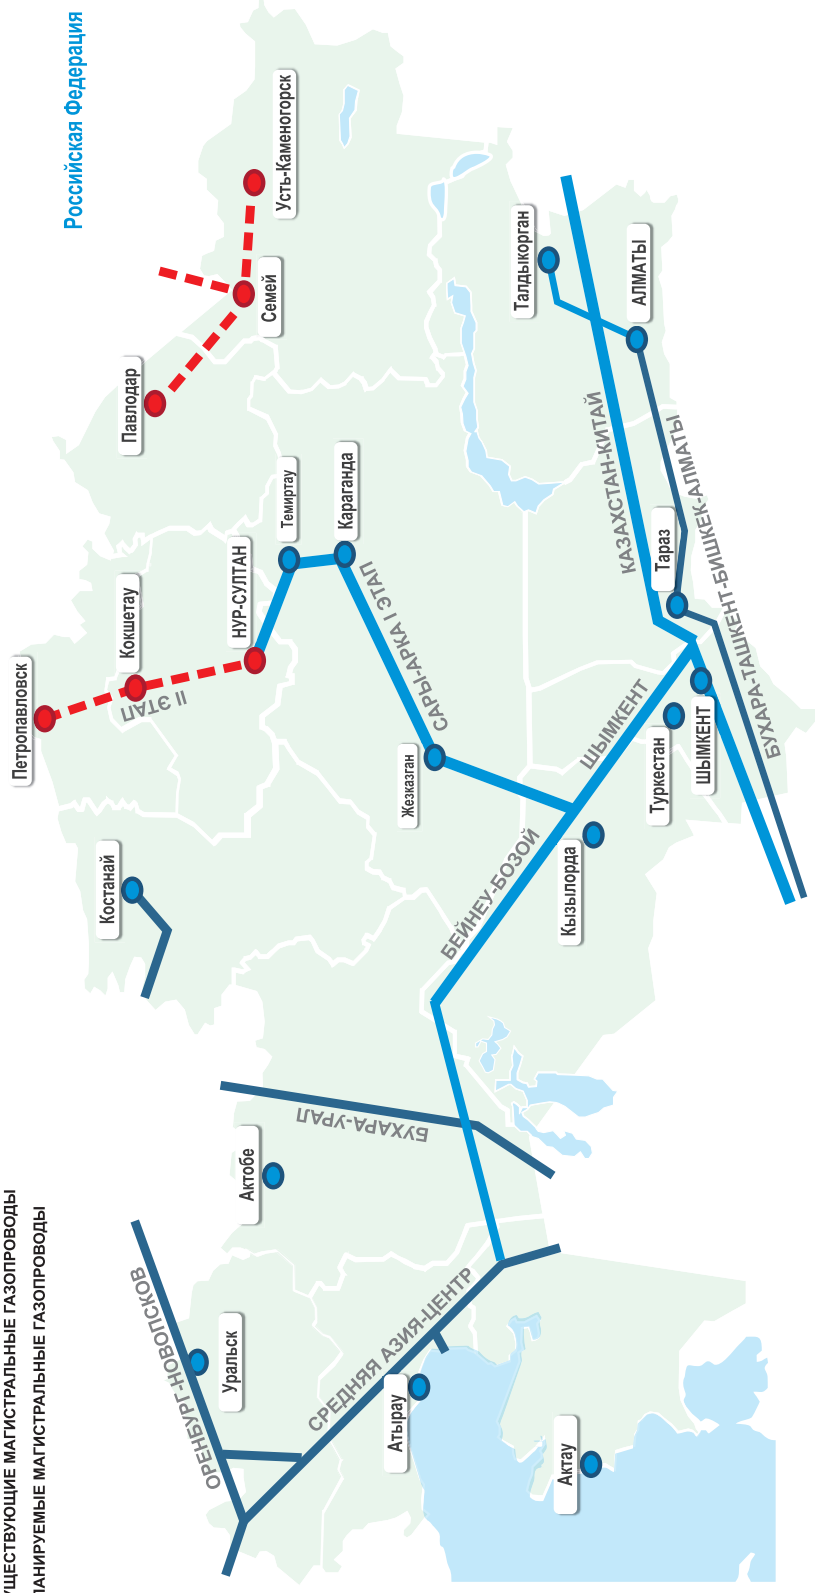 УЩЕСТВУЮЩИЕ МАГИСТРАЛЬНЫЕ ГАЗОПРОВОДЫ
ЛАНИРУЕМЫЕ МАГИСТРАЛЬНЫЕ ГАЗОПРОВОДЫ
Российская Федерация
Петропавловск
Кокшетау
II ЭТАП
Костанай
Павлодар
НУР-СУЛТАН
Семей
Усть-Каменогорск
Темиртау
Караганда
САРЫ-АРКА I ЭТАП
Жезказган
ОРЕНБУРГ-НОВОПСКОВ
Уральск
Актобе
БУХАРА-УРАЛ
СРЕДНЯЯ АЗИЯ-ЦЕНТР
Атырау
Актау
БЕЙНЕУ-БОЗОЙ
ШЫМКЕНТ
Кызылорда
Туркестан
ШЫМКЕНТ
Тараз
КАЗАХСТАН-КИТАЙ
Талдыкорган
АЛМАТЫ
БУХАРА-ТАШКЕНТ-БИШКЕК-АЛМАТЫ